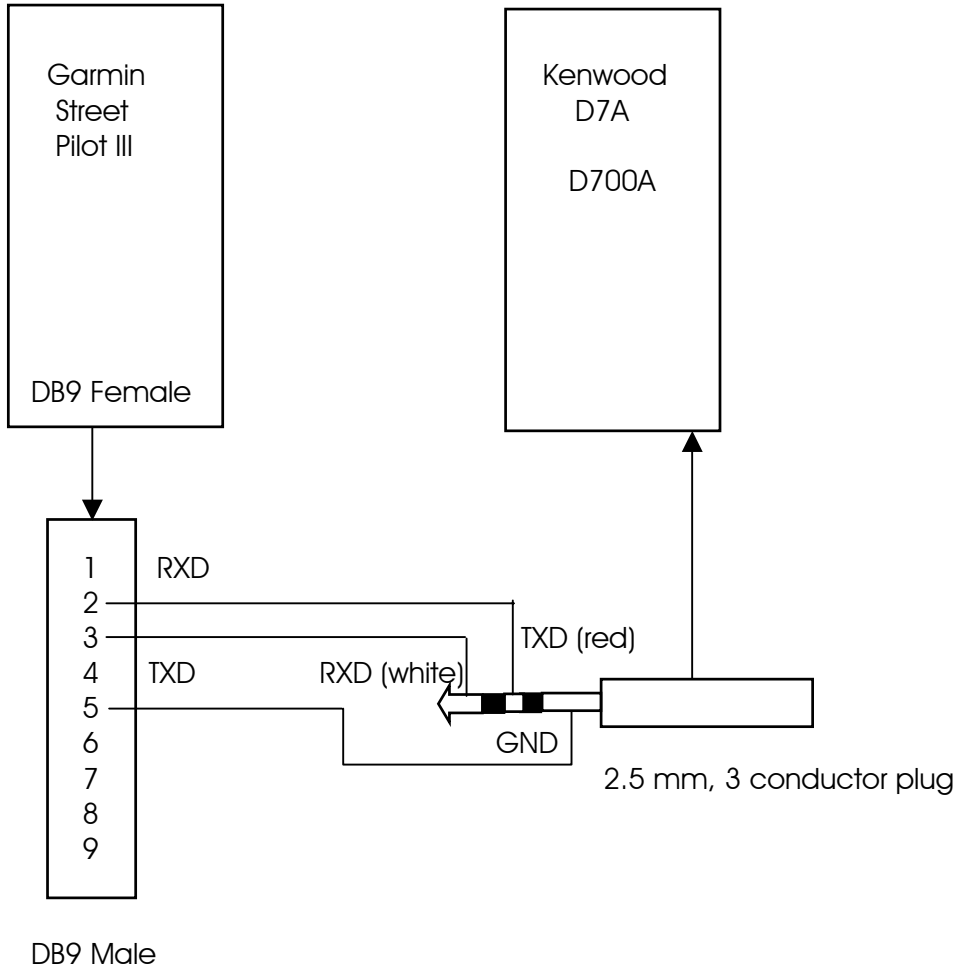 Garmin
Street
Pilot III
DB9 Female
Kenwood
D7A
D700A
1 RXD
2
3
TXD (red)
4 TXD
RXD (white)
5
GND
6
7
2.5 mm, 3 conductor plug
8
9
DB9 Male